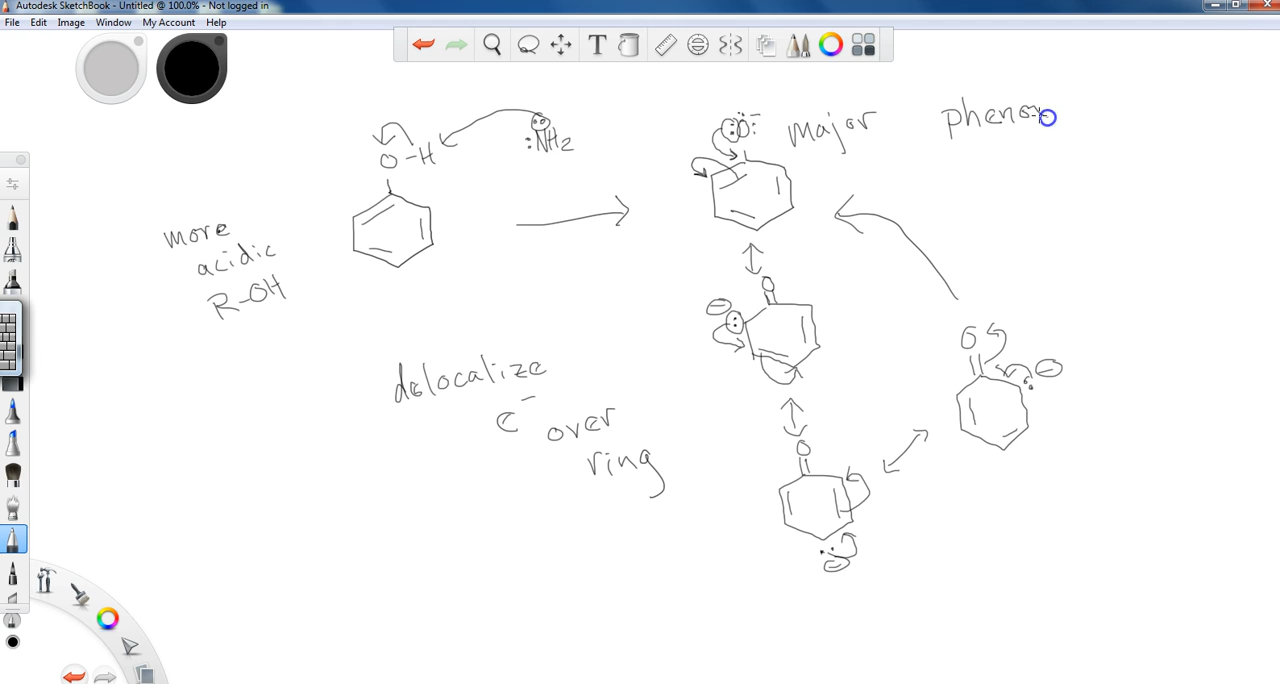 Autodesk SketchBook - Untitled @ 100.0% - Not logged in
File Edit Image Window My Account Help
T
O-H
:NH2
O:
Major
pheno
more
acidic
R-OH
O
delocalize
e-
over
ring
O
O